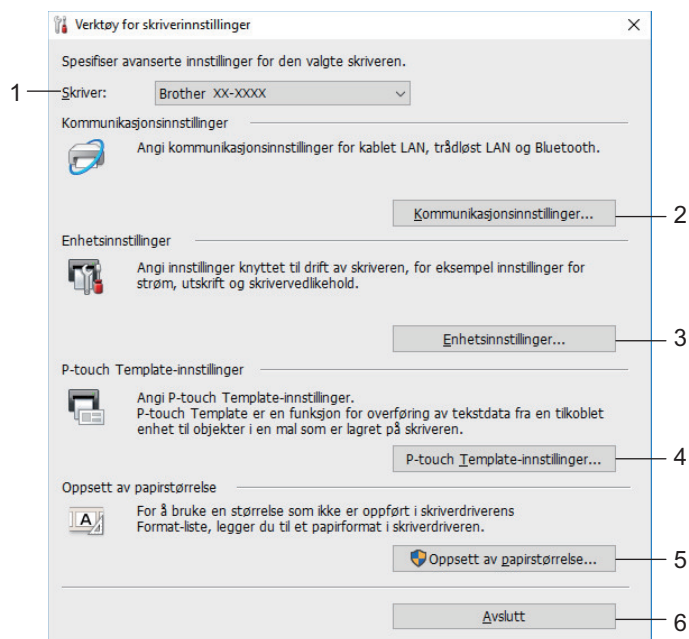 Verktøy for skriverinnstillinger
Spesifiser avanserte innstillinger for den valgte skriveren.
1 Skriver: Brother XX-XXXX
Kommunikasjonsinnstillinger
Angi kommunikasjonsinnstillinger for kablet LAN, trådløst LAN og Bluetooth.
Kommunikasjonsinnstillinger... 2
Enhetsinnstillinger
Angi innstillinger knyttet til drift av skriveren, for eksempel innstillinger for
strøm, utskrift og skrivervedlikehold.
Enhetsinnstillinger... 3
P-touch Template-innstillinger
Angi P-touch Template-innstillinger.
P-touch Template er en funksjon for overføring av tekstdata fra en tilkoblet
enhet til objekter i en mal som er lagret på skriveren.
P-touch Template-innstillinger... 4
Oppsett av papirstørrelse
A
For å bruke en størrelse som ikke er oppført i skriverdriverens
Format-liste, legger du til et papirformat i skriverdriveren.
Oppsett av papirstørrelse... 5
Avslutt 6